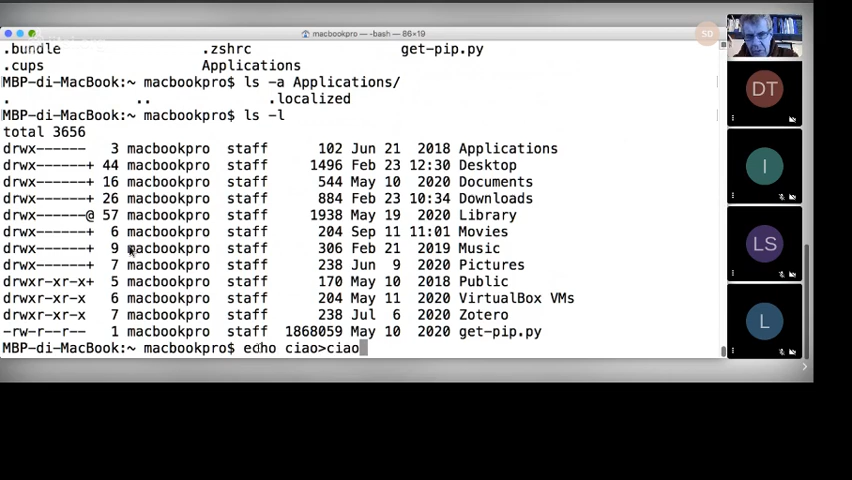 macbookpro — -bash — 86×19
.bundle .zshrc get-pip.py
.cups Applications
MBP-di-MacBook:~ macbookpro$ ls -a Applications/
. .. .localized
MBP-di-MacBook:~ macbookpro$ ls -l
total 3656
drwx------ 3 macbookpro staff 102 Jun 21 2018 Applications
drwx------+ 44 macbookpro staff 1496 Feb 23 12:30 Desktop
drwx------+ 16 macbookpro staff 544 May 10 2020 Documents
drwx------+ 26 macbookpro staff 884 Feb 23 10:34 Downloads
drwx------@ 57 macbookpro staff 1938 May 19 2020 Library
drwx------+ 6 macbookpro staff 204 Sep 11 11:01 Movies
drwx------+ 9 macbookpro staff 306 Feb 21 2019 Music
drwx------+ 7 macbookpro staff 238 Jun 9 2020 Pictures
drwxr-xr-x+ 5 macbookpro staff 170 May 10 2018 Public
drwxr-xr-x 6 macbookpro staff 204 May 11 2020 VirtualBox VMs
drwxr-xr-x 7 macbookpro staff 238 Jul 6 2020 Zotero
-rw-r--r-- 1 macbookpro staff 1868059 May 10 2020 get-pip.py
MBP-di-MacBook:~ macbookpro$ echo ciao>ciao
SD
DT
I
LS
L